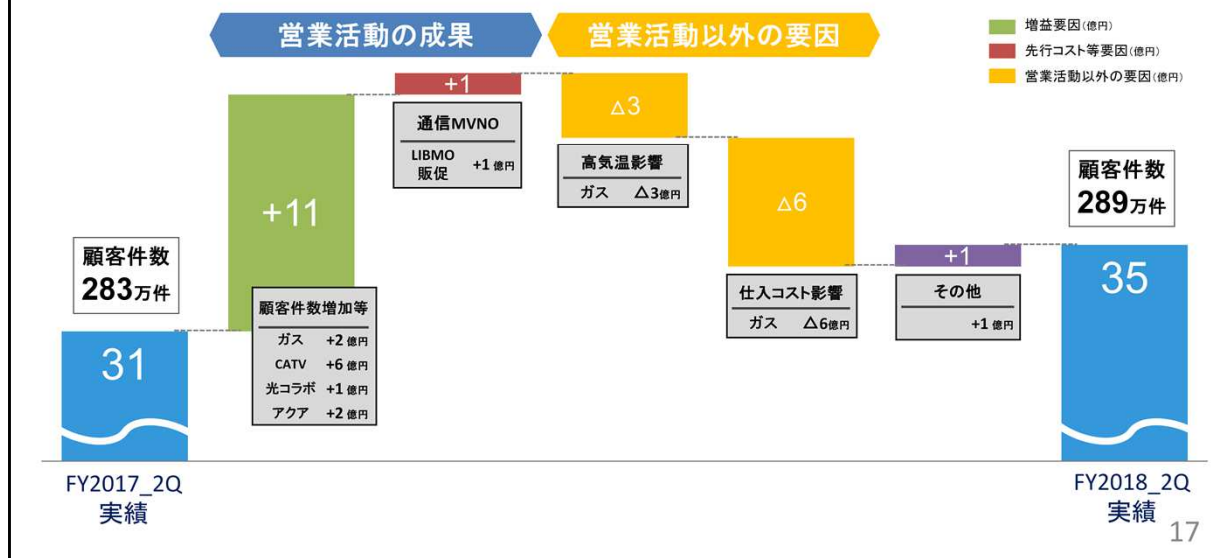 営業活動の成果
営業活動以外の要因
増益要因(億円)
先行コスト等要因(億円)
営業活動以外の要因(億円)
顧客件数
283万件
31
FY2017_2Q
実績
+11
顧客件数増加等
ガス +2億円
CATV +6億円
光コラボ +1億円
アクア +2億円
+1
通信MVNO
LIBMO
販促 +1億円
△3
高気温影響
ガス △3億円
△6
仕入コスト影響
ガス △6億円
+1
その他
+1億円
顧客件数
289万件
35
FY2018_2Q
実績
17